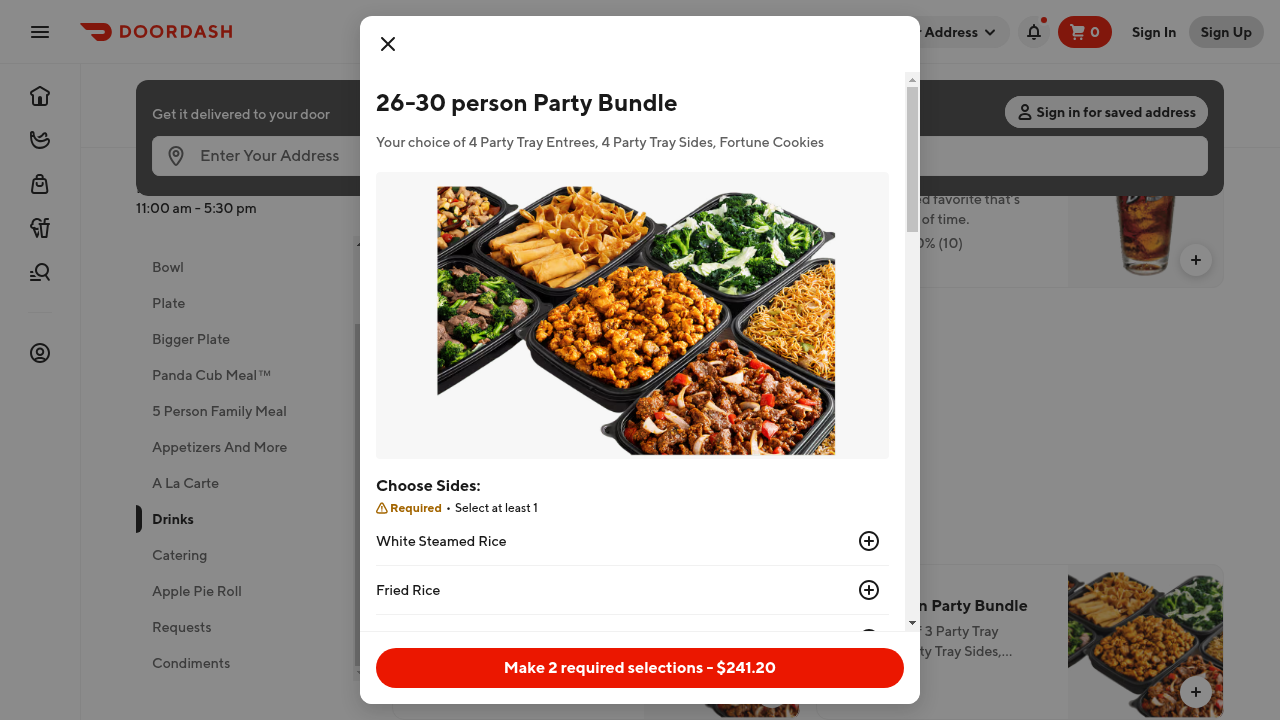 DOORDASH
Address
0
Sign In
Sign Up
Get it delivered to your door
Sign in for saved address
Enter Your Address
11:00 am - 5:30 pm
Bowl
Plate
Bigger Plate
Panda Cub Meal™
5 Person Family Meal
Appetizers And More
A La Carte
Drinks
Catering
Apple Pie Roll
Requests
Condiments
26-30 person Party Bundle
Your choice of 4 Party Tray Entrees, 4 Party Tray Sides, Fortune Cookies
Choose Sides:
Required • Select at least 1
White Steamed Rice
Fried Rice
Make 2 required selections - $241.20
favorite that's
of time.
0% (10)
Party Bundle
3 Party Tray
Tray Sides,...